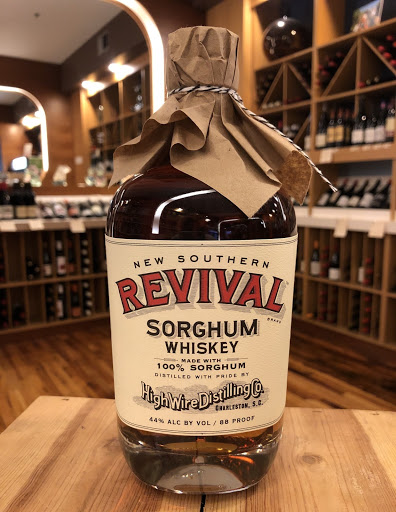 NEW SOUTHERN
REVIVAL
BRAND
SORGHUM
WHISKEY
MADE WITH
100% SORGHUM
DISTILLED WITH PRIDE BY
High Wire Distilling Co.
CHARLESTON, S.C.
44% ALC BY VOL / 88 PROOF